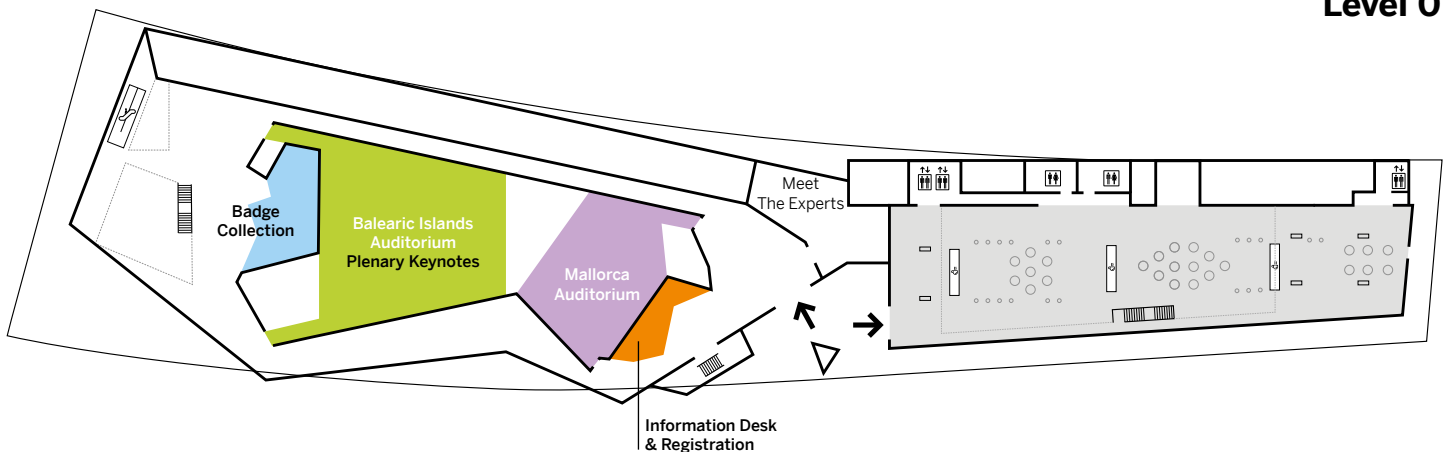 Level 0
Meet
The Experts
Badge
Collection
Balearic Islands
Auditorium
Plenary Keynotes
Mallorca
Auditorium
Information Desk
& Registration